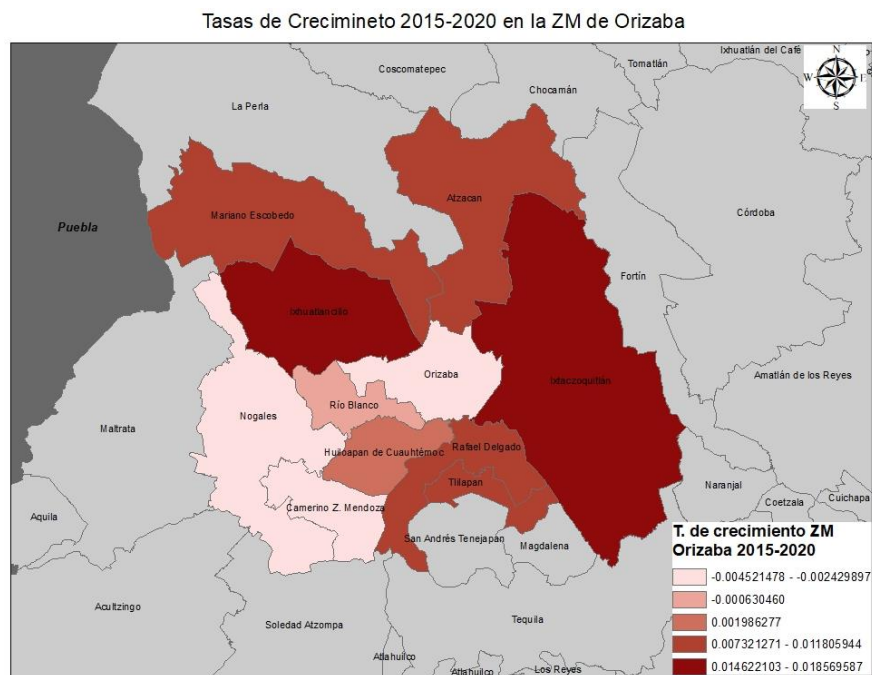 Tasas de Crecimineto 2015-2020 en la ZM de Orizaba
Ixhuatlán del Café
Tomatlán
Coscomatepec
N
W E
S
Chocamán
La Perla
Atzacan
Mariano Escobedo
Córdoba
Puebla
Fortín
Ixhuatlancillo
Orizaba
Ixtaczoquitlán
Amatlán de los Reyes
Río Blanco
Nogales
Maltrata
Huiloapan de Cuauhtémoc
Rafael Delgado
Tlilapan
Naranjal
Coetzala
Cuichapa
Camerino Z. Mendoza
Aquila
San Andrés Tenejapán
Magdalena
T. de crecimiento ZM
Orizaba 2015-2020
-0.004521478 - -0.002429897
-0.000630460
0.001986277
0.007321271 - 0.011805944
0.014622103 - 0.018569587
Acultzingo
Soledad Atzompa
Tequila
Atlahuilco
Atlahuilco
Los Reyes